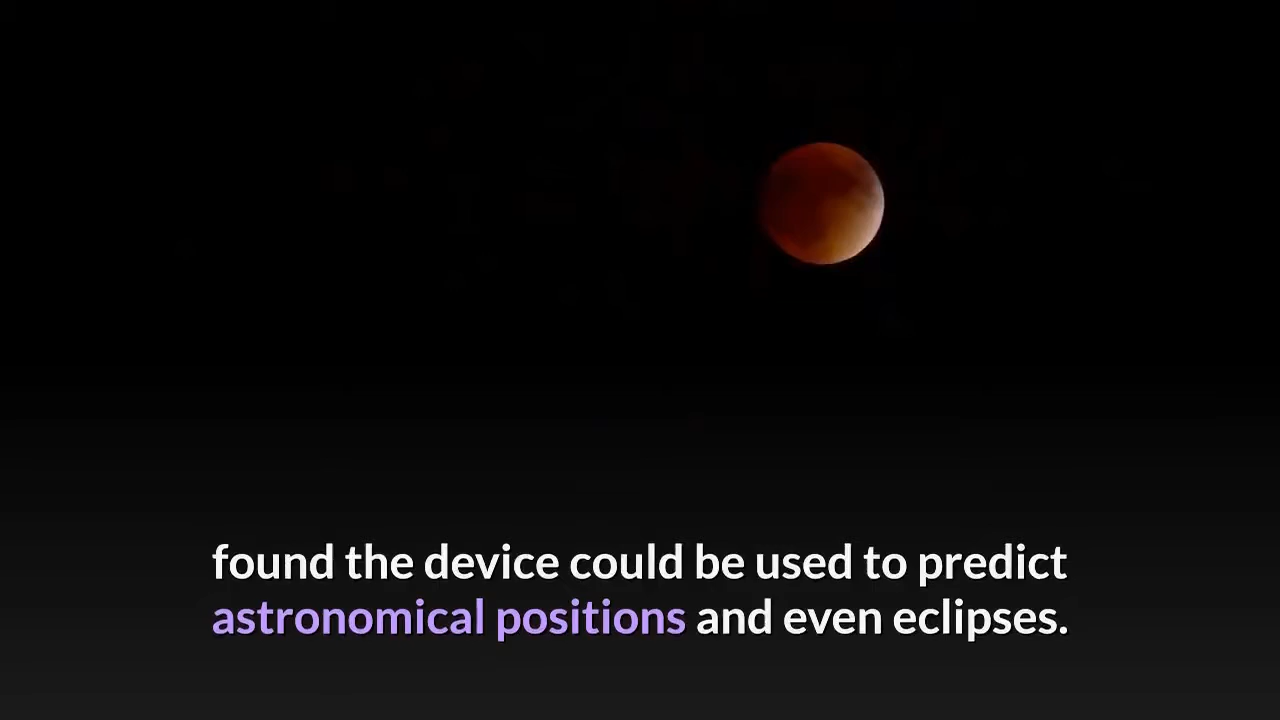 found the device could be used to predict
astronomical positions and even eclipses.